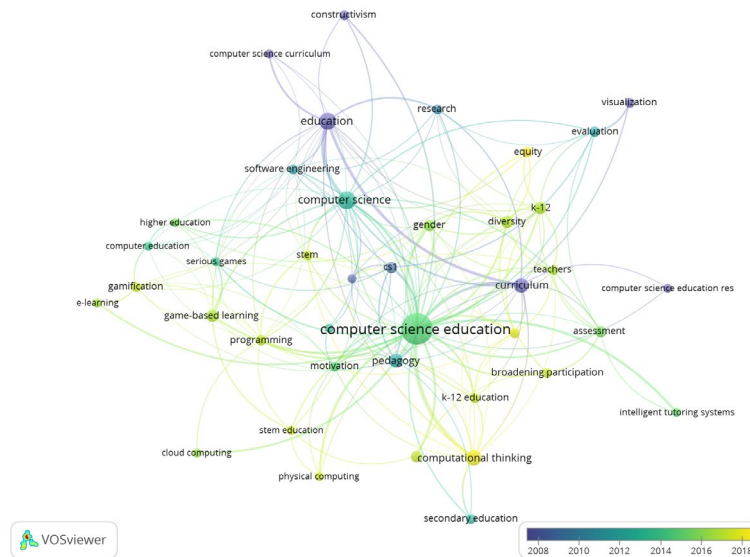 constructivism
computer science curriculum
visualization
research
education
evaluation
equity
software engineering
computer science
k-12
higher education
gender
diversity
computer education
serious games
stem
cs1
teachers
gamification
curriculum
computer science education res
e-learning
game-based learning
computer science education
assessment
programming
pedagogy
motivation
broadening participation
k-12 education
intelligent tutoring systems
stem education
cloud computing
computational thinking
physical computing
secondary education
VOSviewer
2008 2010 2012 2014 2016 2018